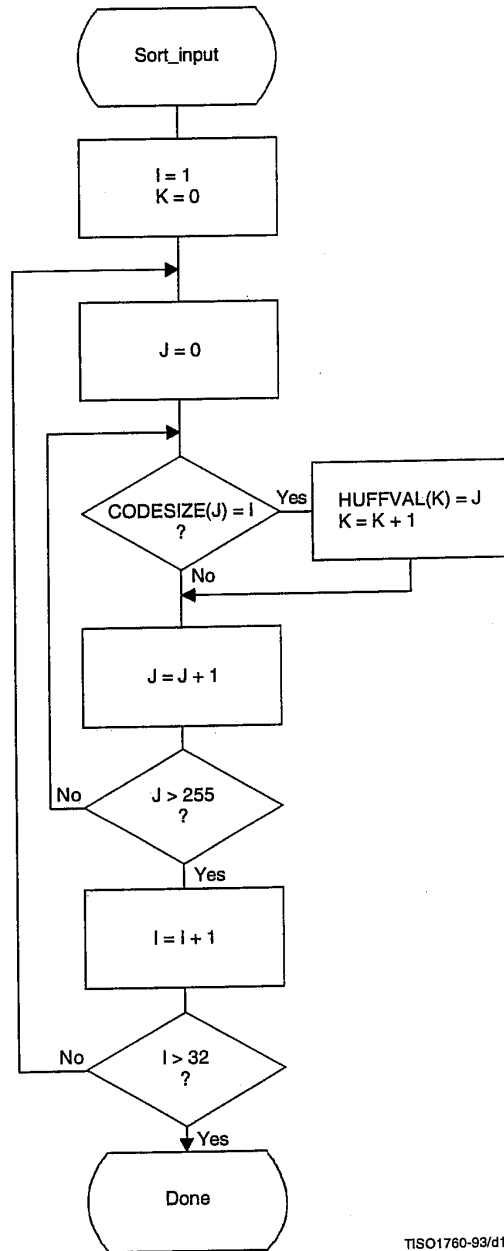 Sort_input
I = 1
K = 0
J = 0
CODESIZE(J) = I
?
Yes
HUFFVAL(K) = J
K = K + 1
No
J = J + 1
No
J > 255
?
Yes
I = I + 1
No
I > 32
?
Yes
Done
TISO1760-93/d1